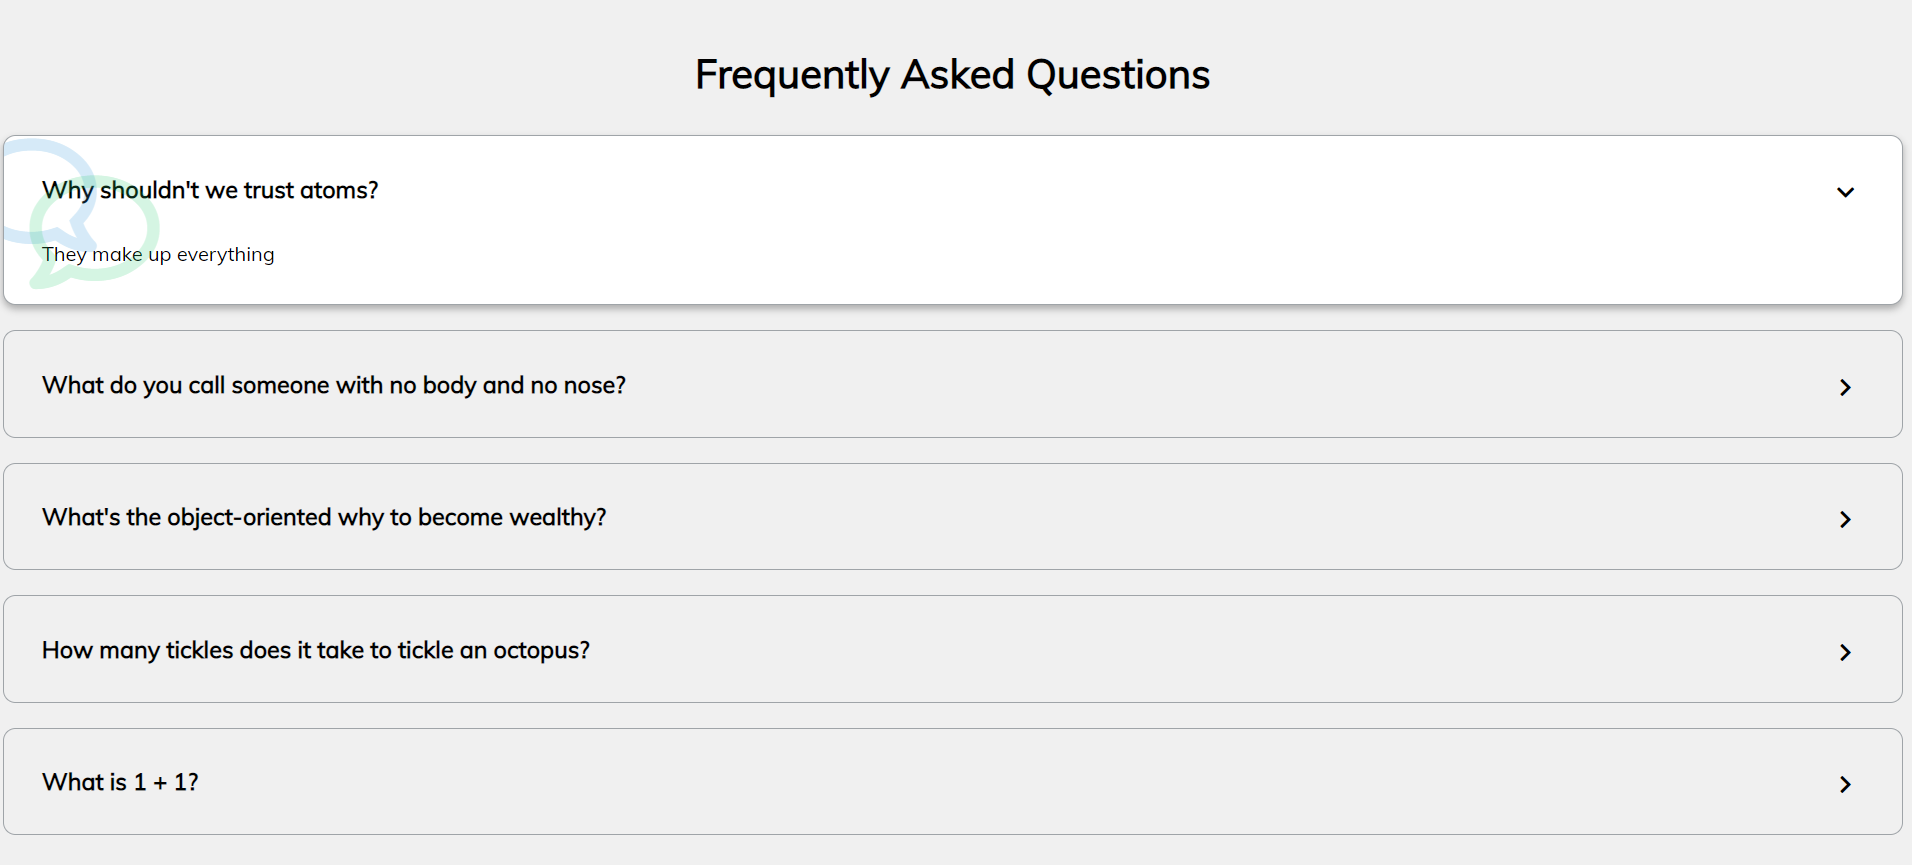 Frequently Asked Questions
Why shouldn't we trust atoms?
They make up everything
What do you call someone with no body and no nose?
What's the object-oriented why to become wealthy?
How many tickles does it take to tickle an octopus?
What is 1 + 1?